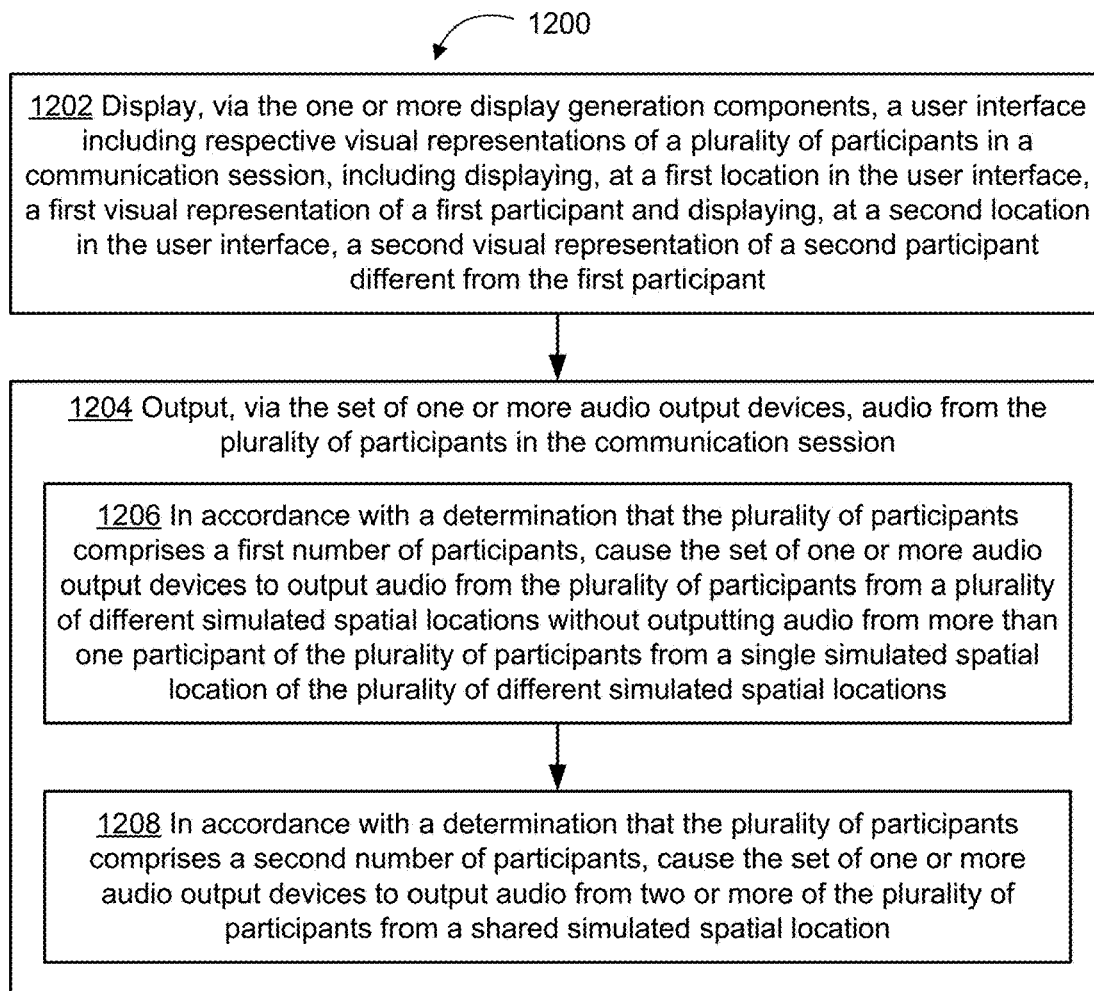 1200
1202 Display, via the one or more display generation components, a user interface
including respective visual representations of a plurality of participants in a
communication session, including displaying, at a first location in the user interface,
a first visual representation of a first participant and displaying, at a second location
in the user interface, a second visual representation of a second participant
different from the first participant
1204 Output, via the set of one or more audio output devices, audio from the
plurality of participants in the communication session
1206 In accordance with a determination that the plurality of participants
comprises a first number of participants, cause the set of one or more audio
output devices to output audio from the plurality of participants from a plurality
of different simulated spatial locations without outputting audio from more than
one participant of the plurality of participants from a single simulated spatial
location of the plurality of different simulated spatial locations
1208 In accordance with a determination that the plurality of participants
comprises a second number of participants, cause the set of one or more
audio output devices to output audio from two or more of the plurality of
participants from a shared simulated spatial location